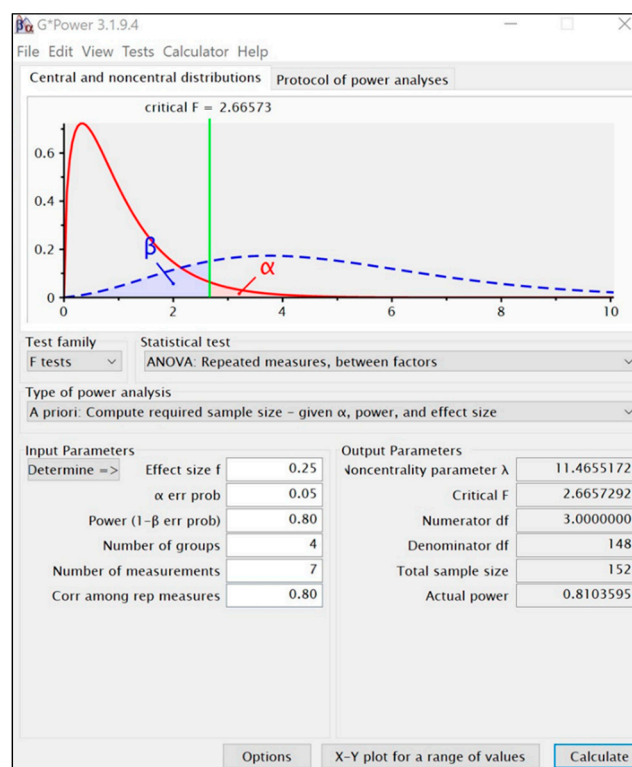 βα G*Power 3.1.9.4
File Edit View Tests Calculator Help
Central and noncentral distributions Protocol of power analyses
critical F = 2.66573
0.6
0.4
0.2
0
β
α
0 2 4 6 8 10
Test family Statistical test
F tests ANOVA: Repeated measures, between factors
Type of power analysis
A priori: Compute required sample size - given α, power, and effect size
Input Parameters Output Parameters
Determine => Effect size f 0.25 Noncentrality parameter λ 11.4655172
α err prob 0.05 Critical F 2.6657292
Power (1-β err prob) 0.80 Numerator df 3.0000000
Number of groups 4 Denominator df 148
Number of measurements 7 Total sample size 152
Corr among rep measures 0.80 Actual power 0.8103595
Options X-Y plot for a range of values Calculate